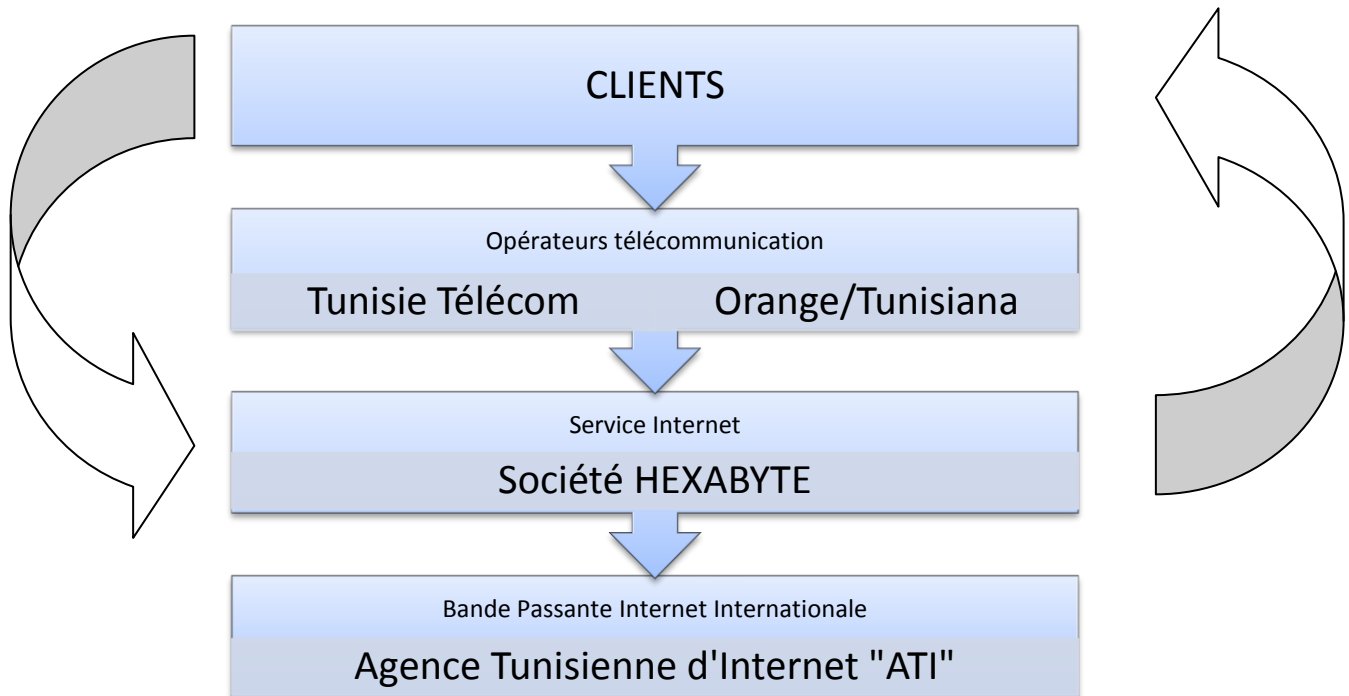 CLIENTS
Opérateurs télécommunication
Tunisie Télécom Orange/Tunisiana
Service Internet
Société HEXABYTE
Bande Passante Internet Internationale
Agence Tunisienne d'Internet "ATI"